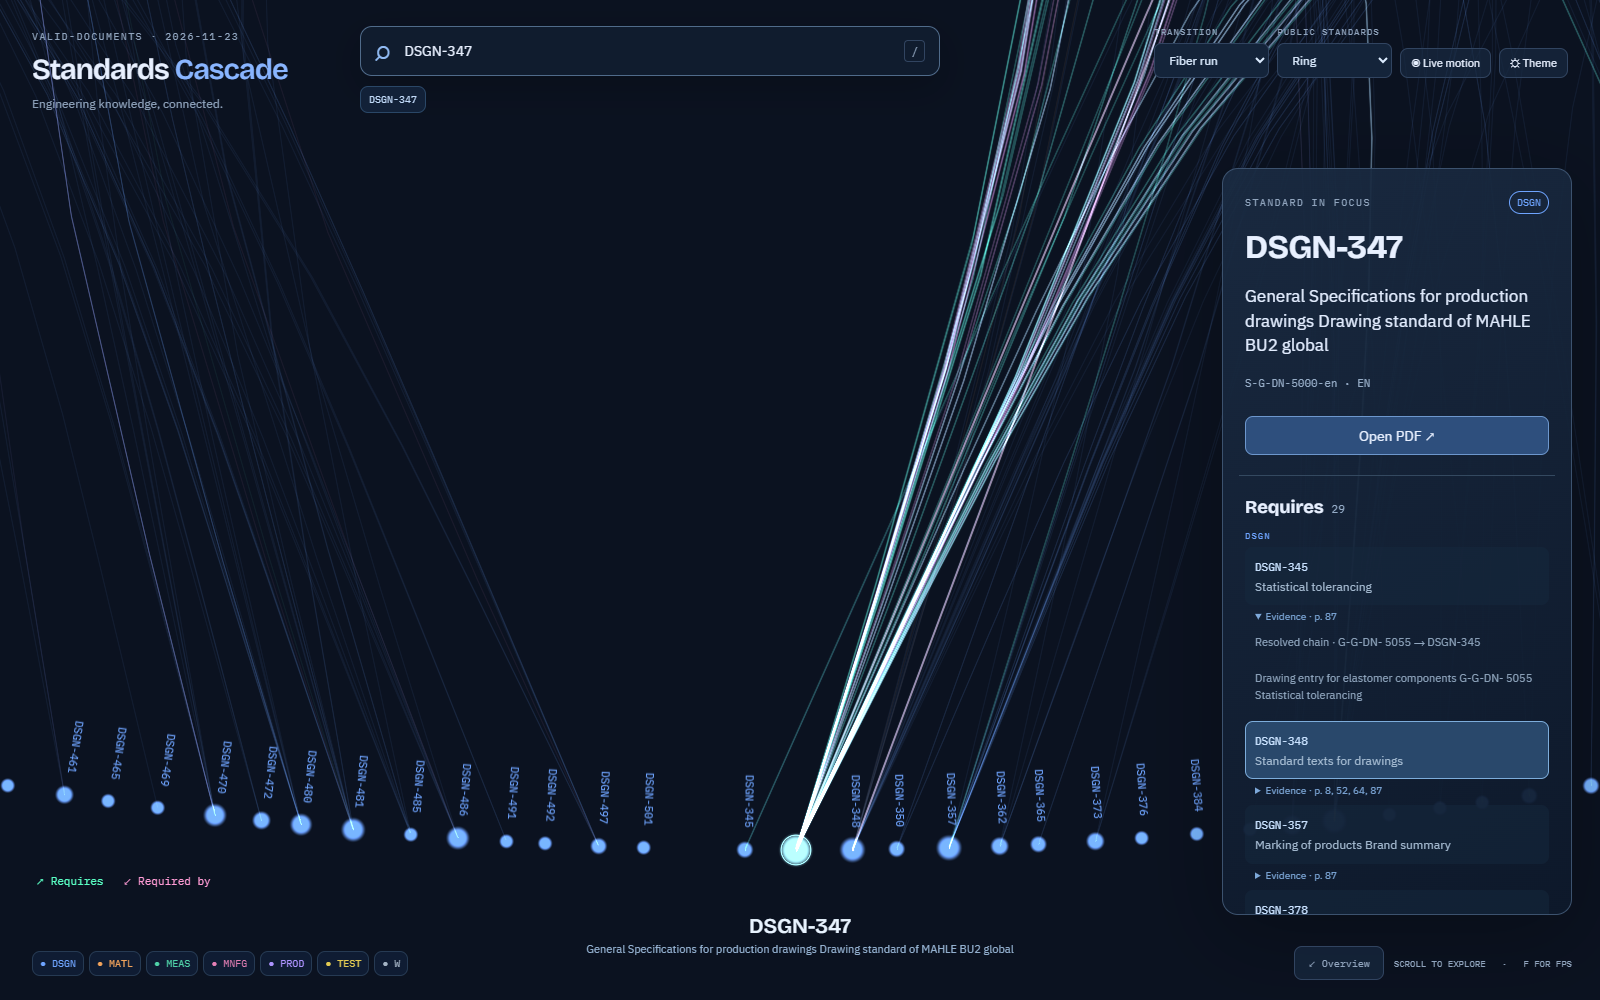 VALID-DOCUMENTS · 2026-11-23
Standards Cascade
Engineering knowledge, connected.
DSGN-347
/
DSGN-347
TRANSITION
Fiber run
PUBLIC STANDARDS
Ring
Live motion
Theme
STANDARD IN FOCUS
DSGN
DSGN-347
General Specifications for production
drawings Drawing standard of MAHLE
BU2 global
S-G-DN-5000-en · EN
Open PDF ↗
Requires 29
DSGN
DSGN-345
Statistical tolerancing
▼ Evidence · p. 87
Resolved chain · G-G-DN- 5055 → DSGN-345
Drawing entry for elastomer components G-G-DN- 5055
Statistical tolerancing
DSGN-348
Standard texts for drawings
▶ Evidence · p. 8, 52, 64, 87
DSGN-357
Marking of products Brand summary
▶ Evidence · p. 87
DSGN-378
DSGN-461
DSGN-465
DSGN-469
DSGN-470
DSGN-472
DSGN-480
DSGN-481
DSGN-485
DSGN-486
DSGN-491
DSGN-492
DSGN-497
DSGN-501
DSGN-345
DSGN-348
DSGN-350
DSGN-357
DSGN-362
DSGN-365
DSGN-373
DSGN-376
DSGN-384
↗ Requires ↙ Required by
DSGN-347
General Specifications for production drawings Drawing standard of MAHLE BU2 global
DSGN MATL MEAS MNFG PROD TEST W
↙ Overview
SCROLL TO EXPLORE · F FOR FPS